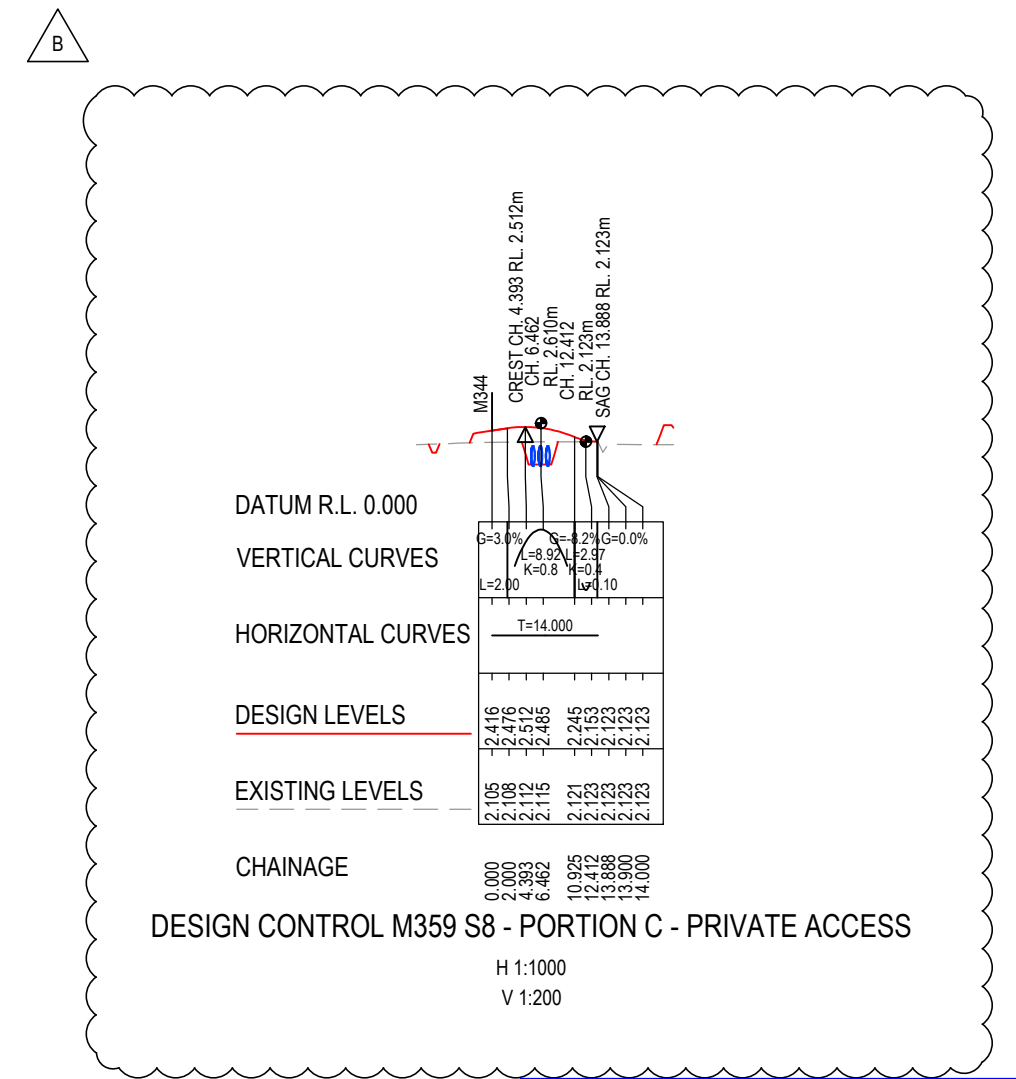 B
M344
CREST CH. 4.393 RL. 2.512m
CH. 6.462
RL. 2.610m
CH. 12.412
RL. 2.123m
SAG CH. 13.888 RL. 2.123m
DATUM R.L. 0.000
VERTICAL CURVES
G=3.0% G=-8.2% G=0.0%
L=8.92 L=2.97
K=0.8 K=0.4
L=2.00 L=0.10
HORIZONTAL CURVES
T=14.000
DESIGN LEVELS
2.416 2.476 2.512 2.485 2.245 2.153 2.123 2.123 2.123
EXISTING LEVELS
2.105 2.108 2.112 2.115 2.121 2.123 2.123 2.123 2.123
CHAINAGE
0.000 2.000 4.393 6.462 10.925 12.412 13.888 13.900 14.000
DESIGN CONTROL M359 S8 - PORTION C - PRIVATE ACCESS
H 1:1000
V 1:200